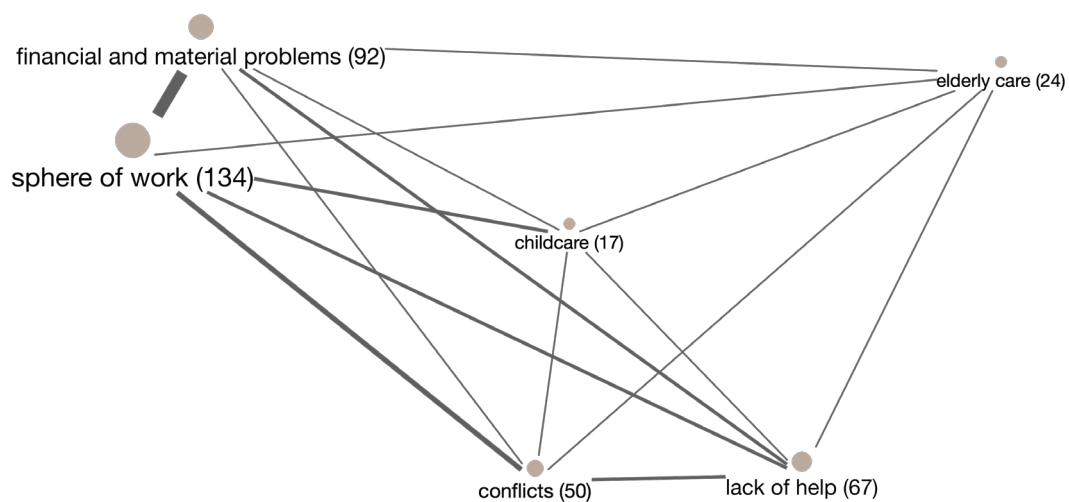 financial and material problems (92)
elderly care (24)
sphere of work (134)
childcare (17)
conflicts (50)
lack of help (67)